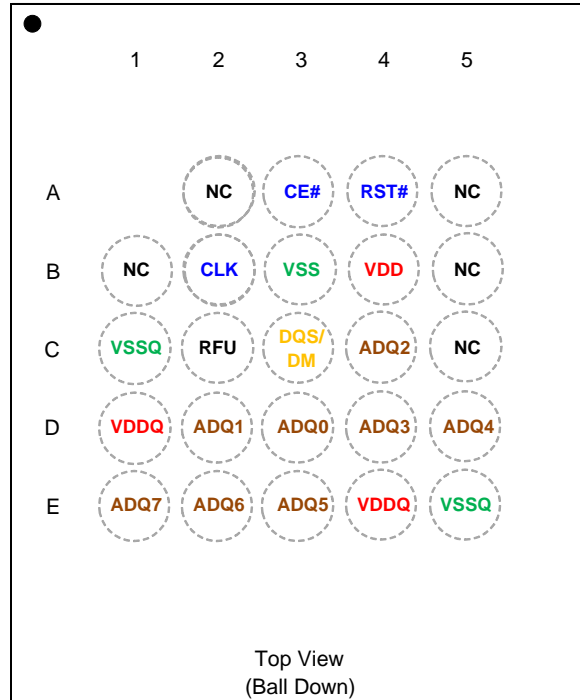 1 2 3 4 5
A NC CE# RST# NC
B NC CLK VSS VDD NC
C VSSQ RFU DQS/ ADQ2 NC
DM
D VDDQ ADQ1 ADQ0 ADQ3 ADQ4
E ADQ7 ADQ6 ADQ5 VDDQ VSSQ
Top View
(Ball Down)